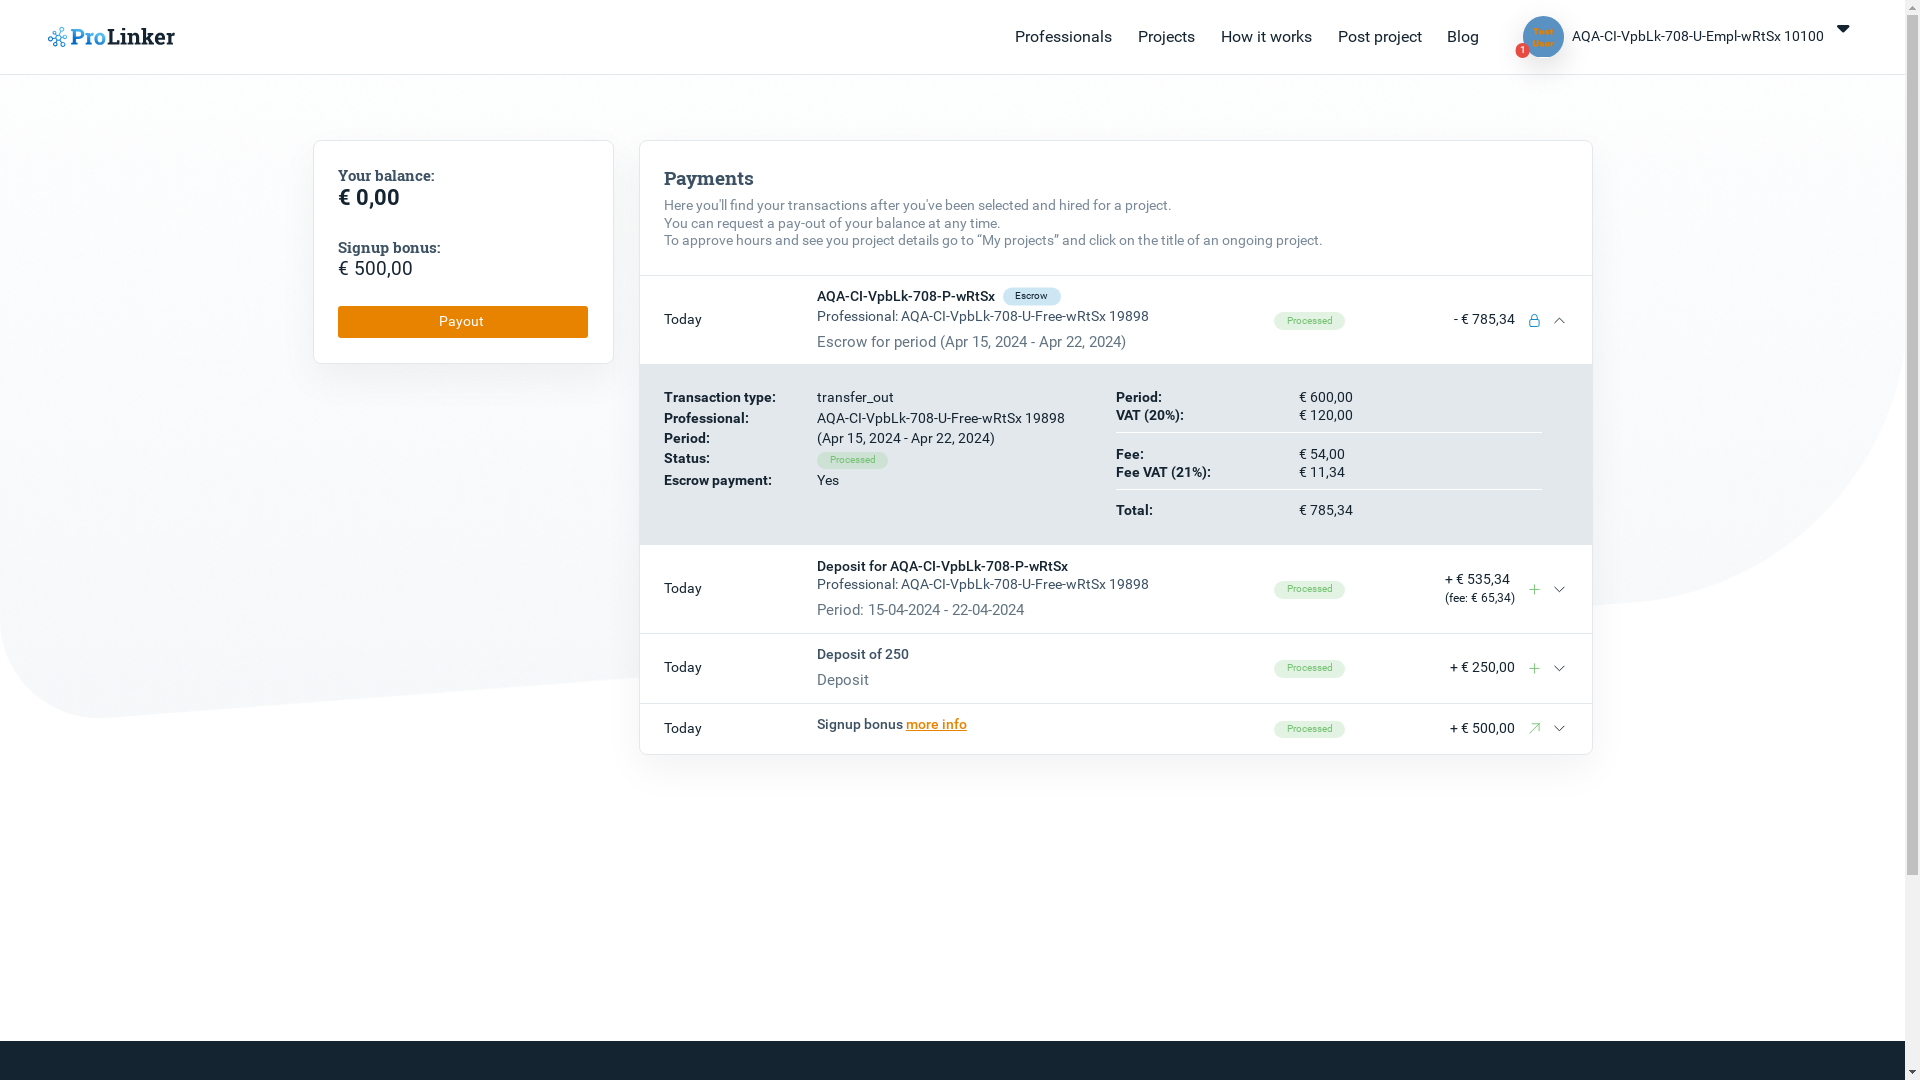 ProLinker
Professionals Projects How it works Post project Blog
1 AQA-CI-VpbLk-708-U-Empl-wRtSx 10100
Your balance:
€ 0,00
Signup bonus:
€ 500,00
Payout
Payments
Here you'll find your transactions after you've been selected and hired for a project.
You can request a pay-out of your balance at any time.
To approve hours and see you project details go to “My projects” and click on the title of an ongoing project.
Today
AQA-CI-VpbLk-708-P-wRtSx Escrow
Professional: AQA-CI-VpbLk-708-U-Free-wRtSx 19898
Escrow for period (Apr 15, 2024 - Apr 22, 2024)
Processed
- € 785,34
Transaction type: transfer_out
Professional: AQA-CI-VpbLk-708-U-Free-wRtSx 19898
Period: (Apr 15, 2024 - Apr 22, 2024)
Status: Processed
Escrow payment: Yes
Period: € 600,00
VAT (20%): € 120,00
Fee: € 54,00
Fee VAT (21%): € 11,34
Total: € 785,34
Today
Deposit for AQA-CI-VpbLk-708-P-wRtSx
Professional: AQA-CI-VpbLk-708-U-Free-wRtSx 19898
Period: 15-04-2024 - 22-04-2024
Processed
+ € 535,34
(fee: € 65,34)
Today
Deposit of 250
Deposit
Processed
+ € 250,00
Today
Signup bonus more info
Processed
+ € 500,00